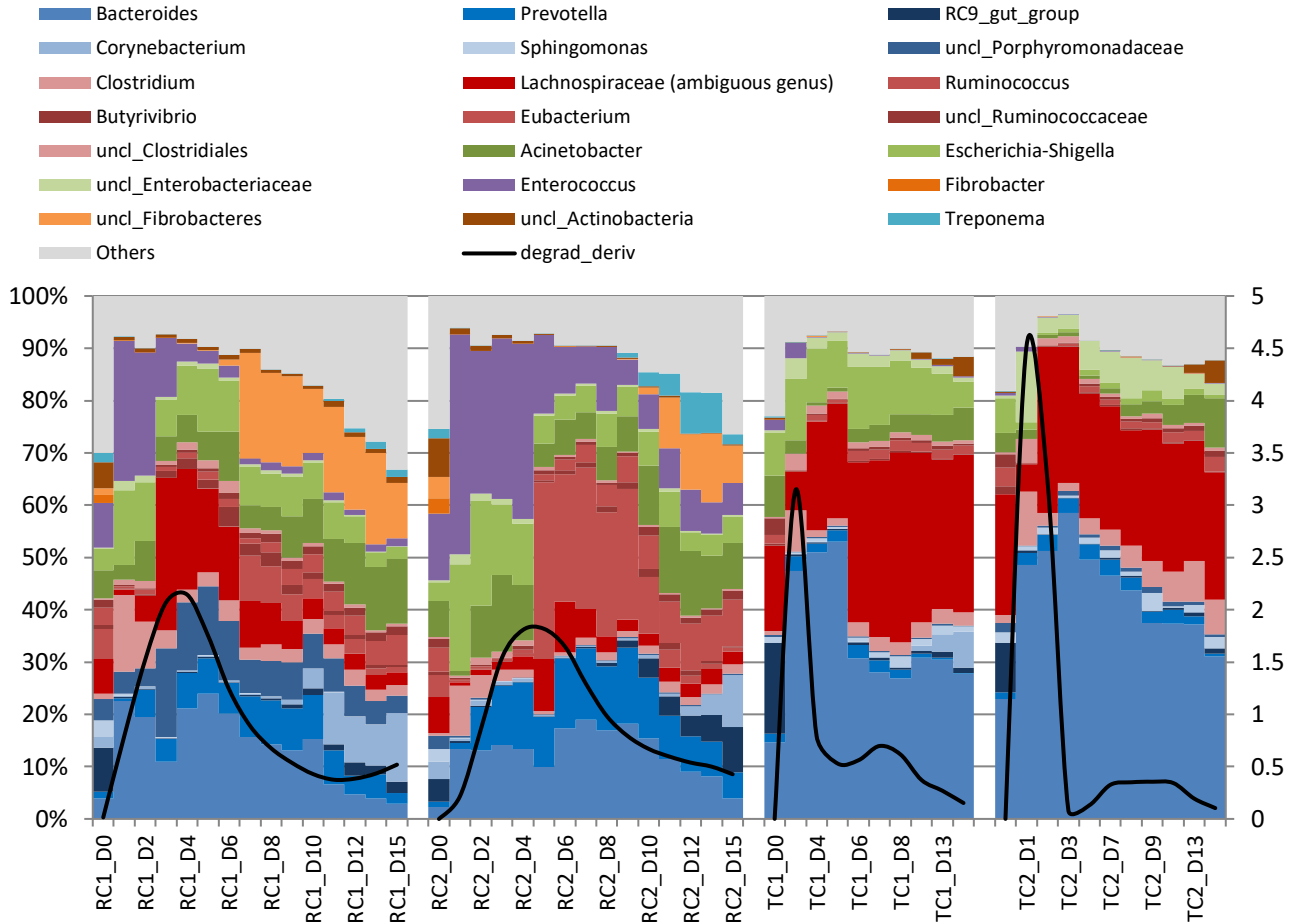 Bacteroides Prevotella RC9_gut_group
Corynebacterium Sphingomonas uncl_Porphyromonadaceae
Clostridium Lachnospiraceae (ambiguous genus) Ruminococcus
Butyrivibrio Eubacterium uncl_Ruminococcaceae
uncl_Clostridiales Acinetobacter Escherichia-Shigella
uncl_Enterobacteriaceae Enterococcus Fibrobacter
uncl_Fibrobacteres uncl_Actinobacteria Treponema
Others degrad_deriv
100% 5
90% 4.5
80% 4
70% 3.5
60% 3
50% 2.5
40% 2
30% 1.5
20% 1
10% 0.5
0% 0
RC1_D0
RC1_D2
RC1_D4
RC1_D6
RC1_D8
RC1_D10
RC1_D12
RC1_D15
RC2_D0
RC2_D2
RC2_D4
RC2_D6
RC2_D8
RC2_D10
RC2_D12
RC2_D15
TC1_D0
TC1_D4
TC1_D6
TC1_D8
TC1_D13
TC2_D1
TC2_D3
TC2_D7
TC2_D9
TC2_D13